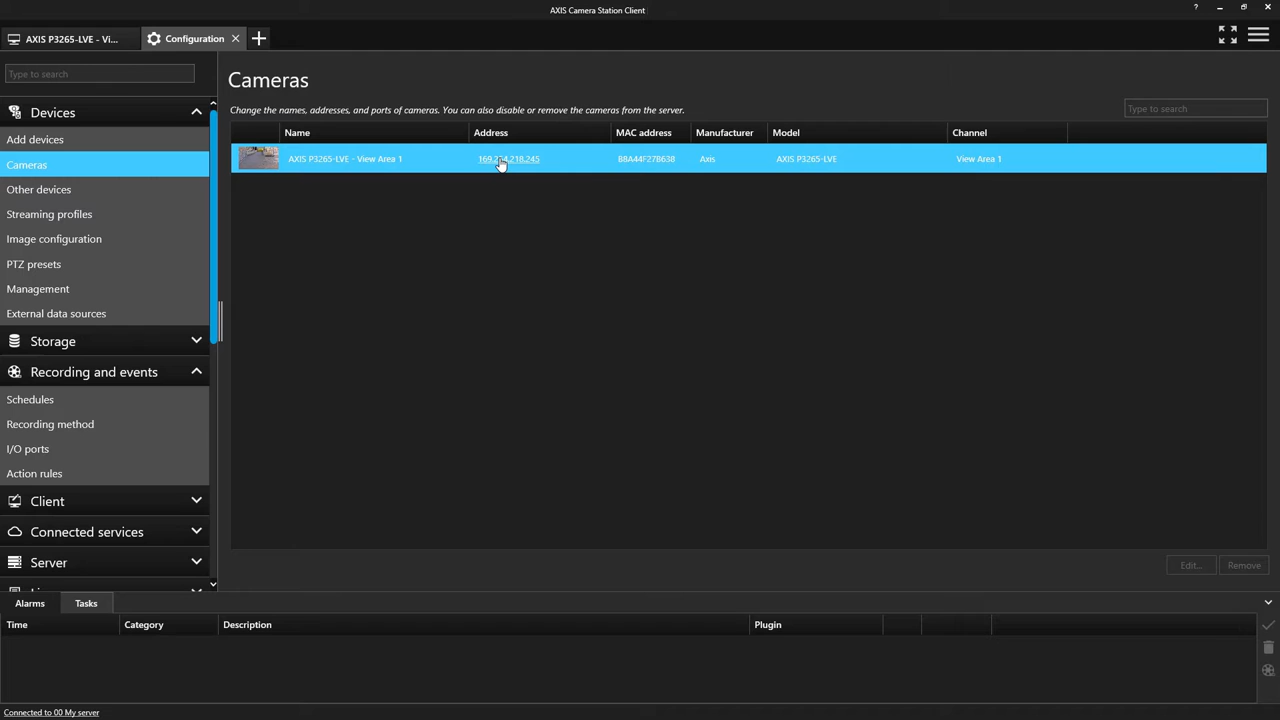 AXIS Camera Station Client
?
AXIS P3265-LVE - Vi...
Configuration
Type to search
Devices
Add devices
Cameras
Other devices
Streaming profiles
Image configuration
PTZ presets
Management
External data sources
Storage
Recording and events
Schedules
Recording method
I/O ports
Action rules
Client
Connected services
Server
Cameras
Change the names, addresses, and ports of cameras. You can also disable or remove the cameras from the server.
Type to search
Name Address MAC address Manufacturer Model Channel
AXIS P3265-LVE - View Area 1 B8A44F27B638 Axis AXIS P3265-LVE View Area 1
Edit... Remove
Alarms Tasks
Time Category Description Plugin
Connected to 00 My server